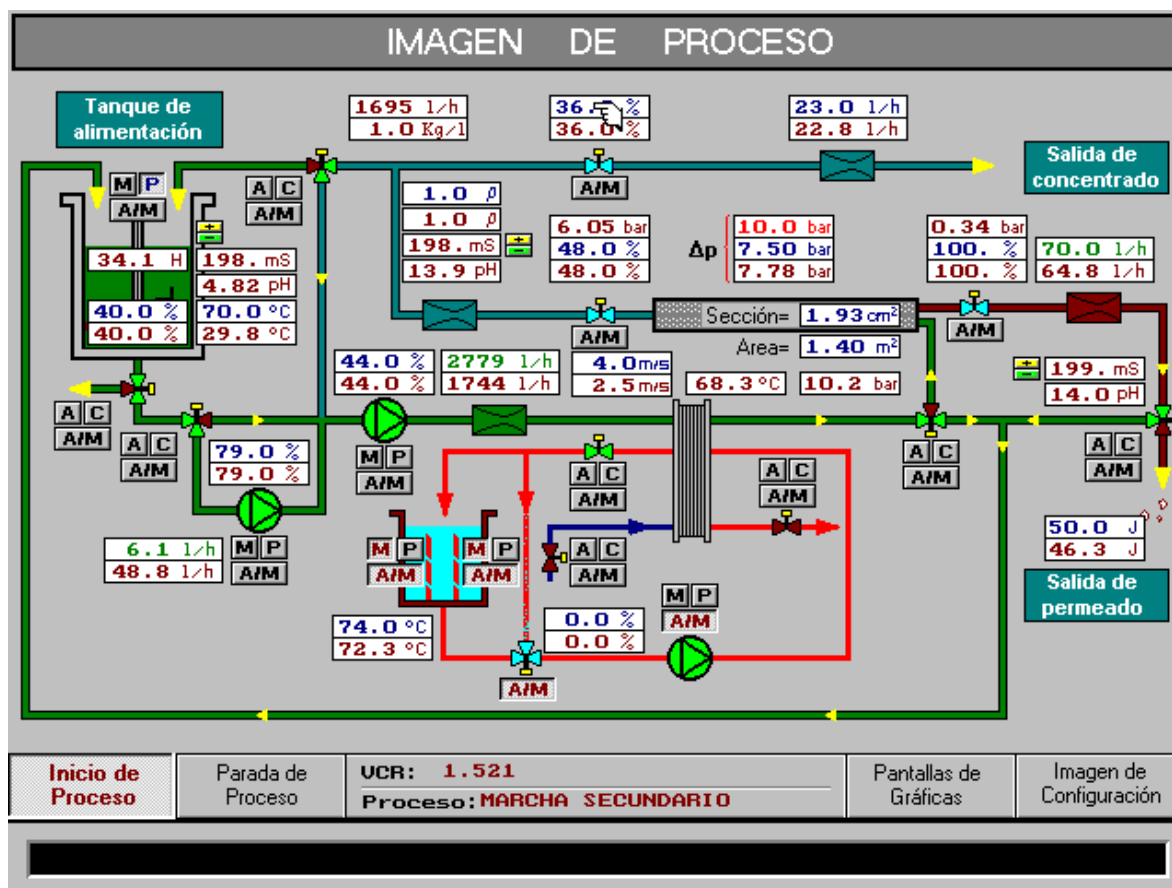 IMAGEN DE PROCESO
Tanque de
alimentación
1695 l/h
1.0 Kg/l
36.0 %
23.0 l/h
22.8 l/h
Salida de
concentrado
M P
A/M
A C
A/M
A/M
1.0 ρ
1.0 ρ
198. mS
13.9 pH
6.05 bar
48.0 %
48.0 %
Δp
10.0 bar
7.50 bar
7.78 bar
0.34 bar
100. %
100. %
70.0 l/h
64.8 l/h
34.1 H
198. mS
4.82 pH
70.0 ºC
29.8 ºC
40.0 %
40.0 %
Sección= 1.93 cm²
Area= 1.40 m²
A/M
A/M
44.0 %
44.0 %
2779 l/h
1744 l/h
4.0 m/s
2.5 m/s
68.3 ºC
10.2 bar
199. mS
14.0 pH
A C
A/M
A C
A/M
79.0 %
79.0 %
M P
A/M
A C
A/M
A C
A/M
A C
A/M
A C
A/M
6.1 l/h
48.8 l/h
M P
A/M
M P
A/M
M P
A/M
A C
A/M
50.0 J
46.3 J
Salida de
permeado
74.0 ºC
72.3 ºC
0.0 %
0.0 %
M P
A/M
A/M
Inicio de
Proceso
Parada de
Proceso
VCR: 1.521
Proceso: MARCHA SECUNDARIO
Pantallas de
Gráficas
Imagen de
Configuración